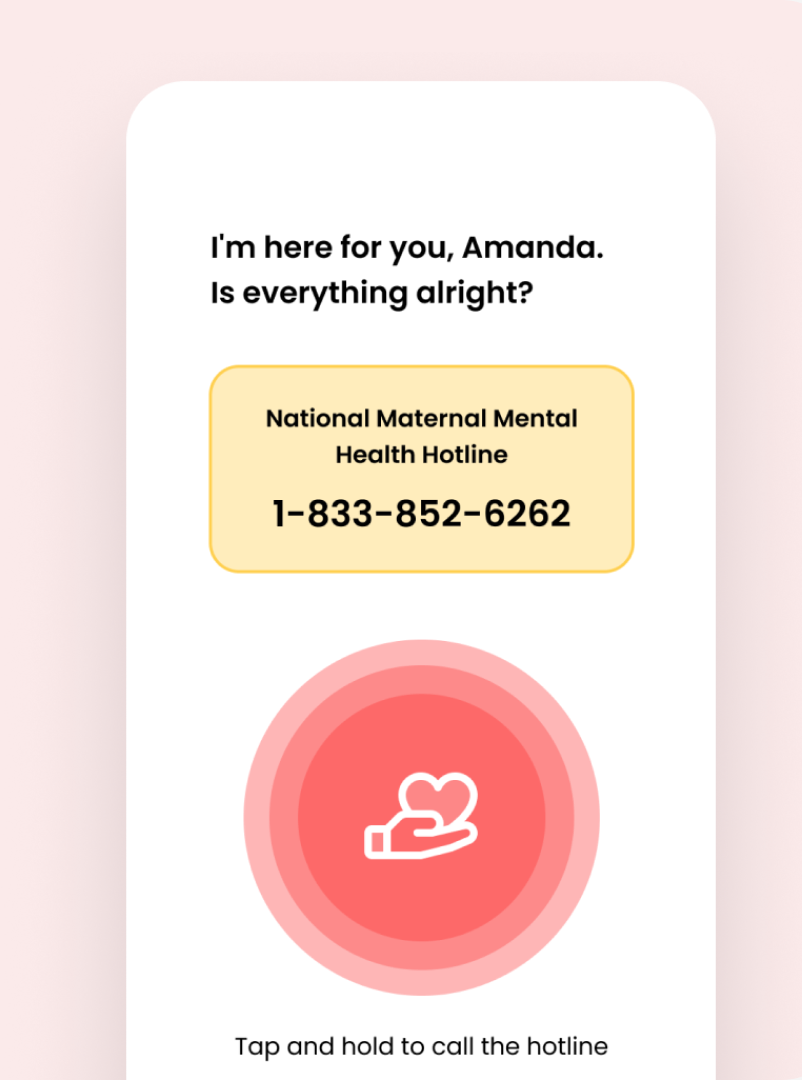 I'm here for you, Amanda.
Is everything alright?
National Maternal Mental
Health Hotline
1-833-852-6262
Tap and hold to call the hotline